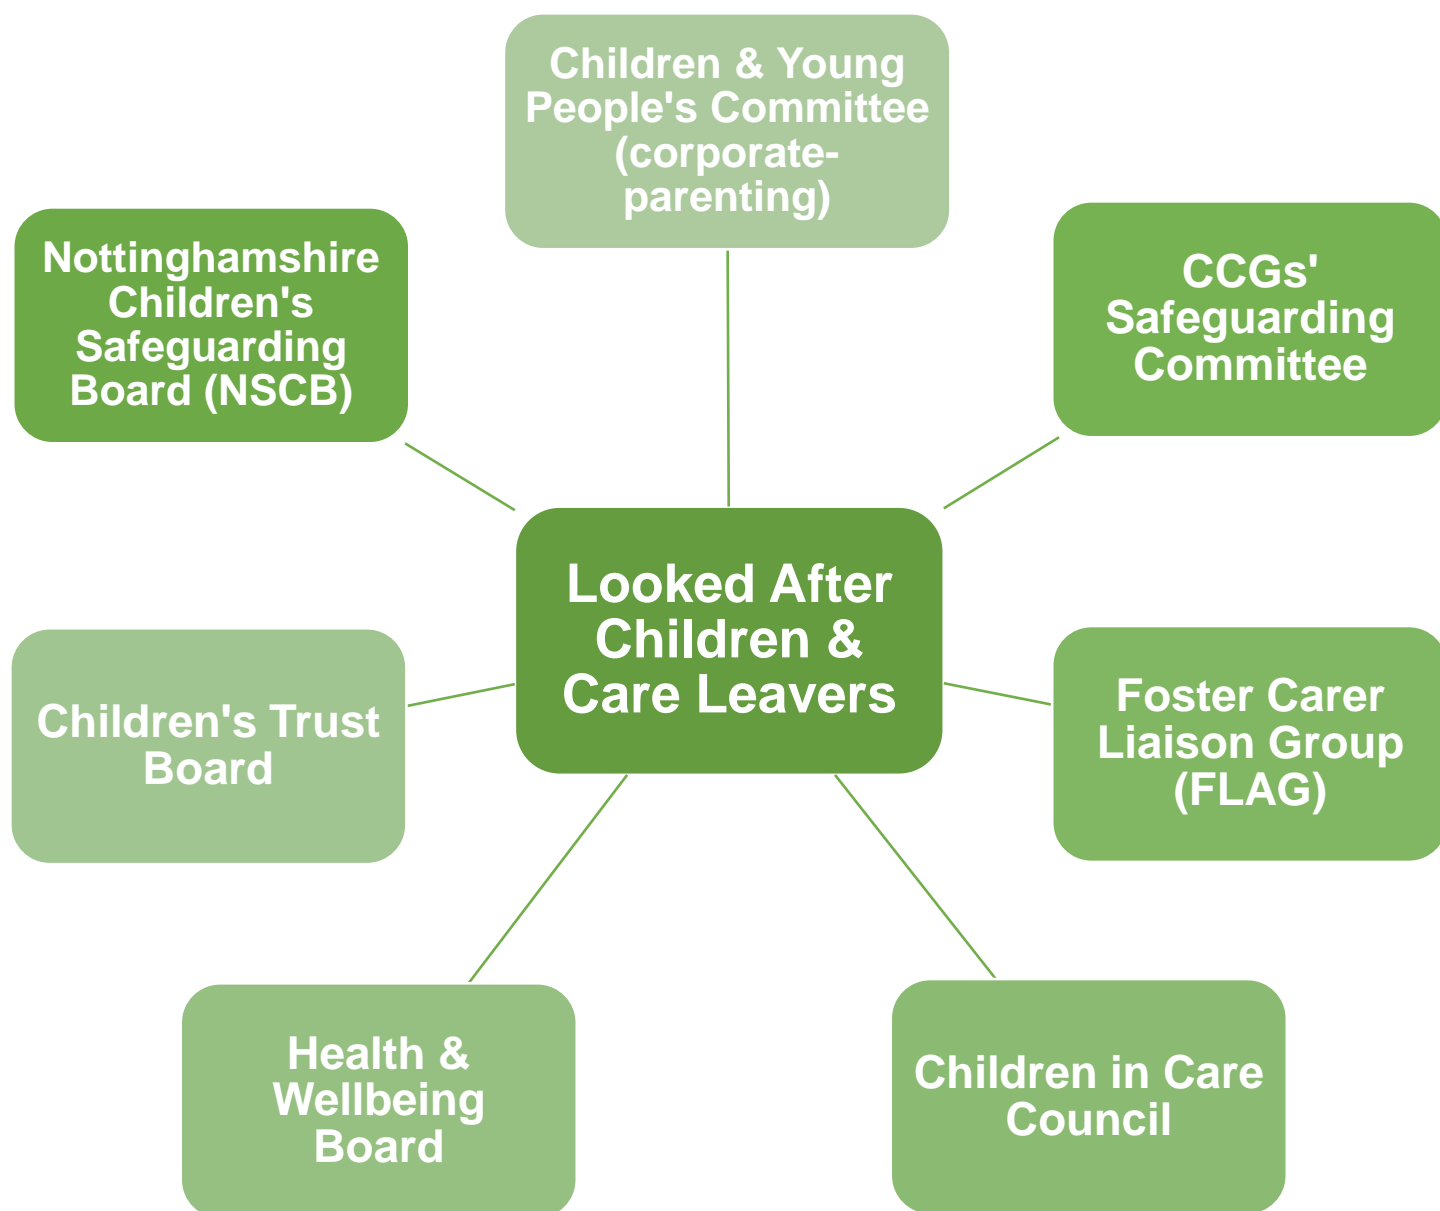 Children & Young
People's Committee
(corporate-
parenting)
Nottinghamshire
Children's
Safeguarding
Board (NSCB)
CCGs'
Safeguarding
Committee
Looked After
Children &
Care Leavers
Children's Trust
Board
Foster Carer
Liaison Group
(FLAG)
Health &
Wellbeing
Board
Children in Care
Council